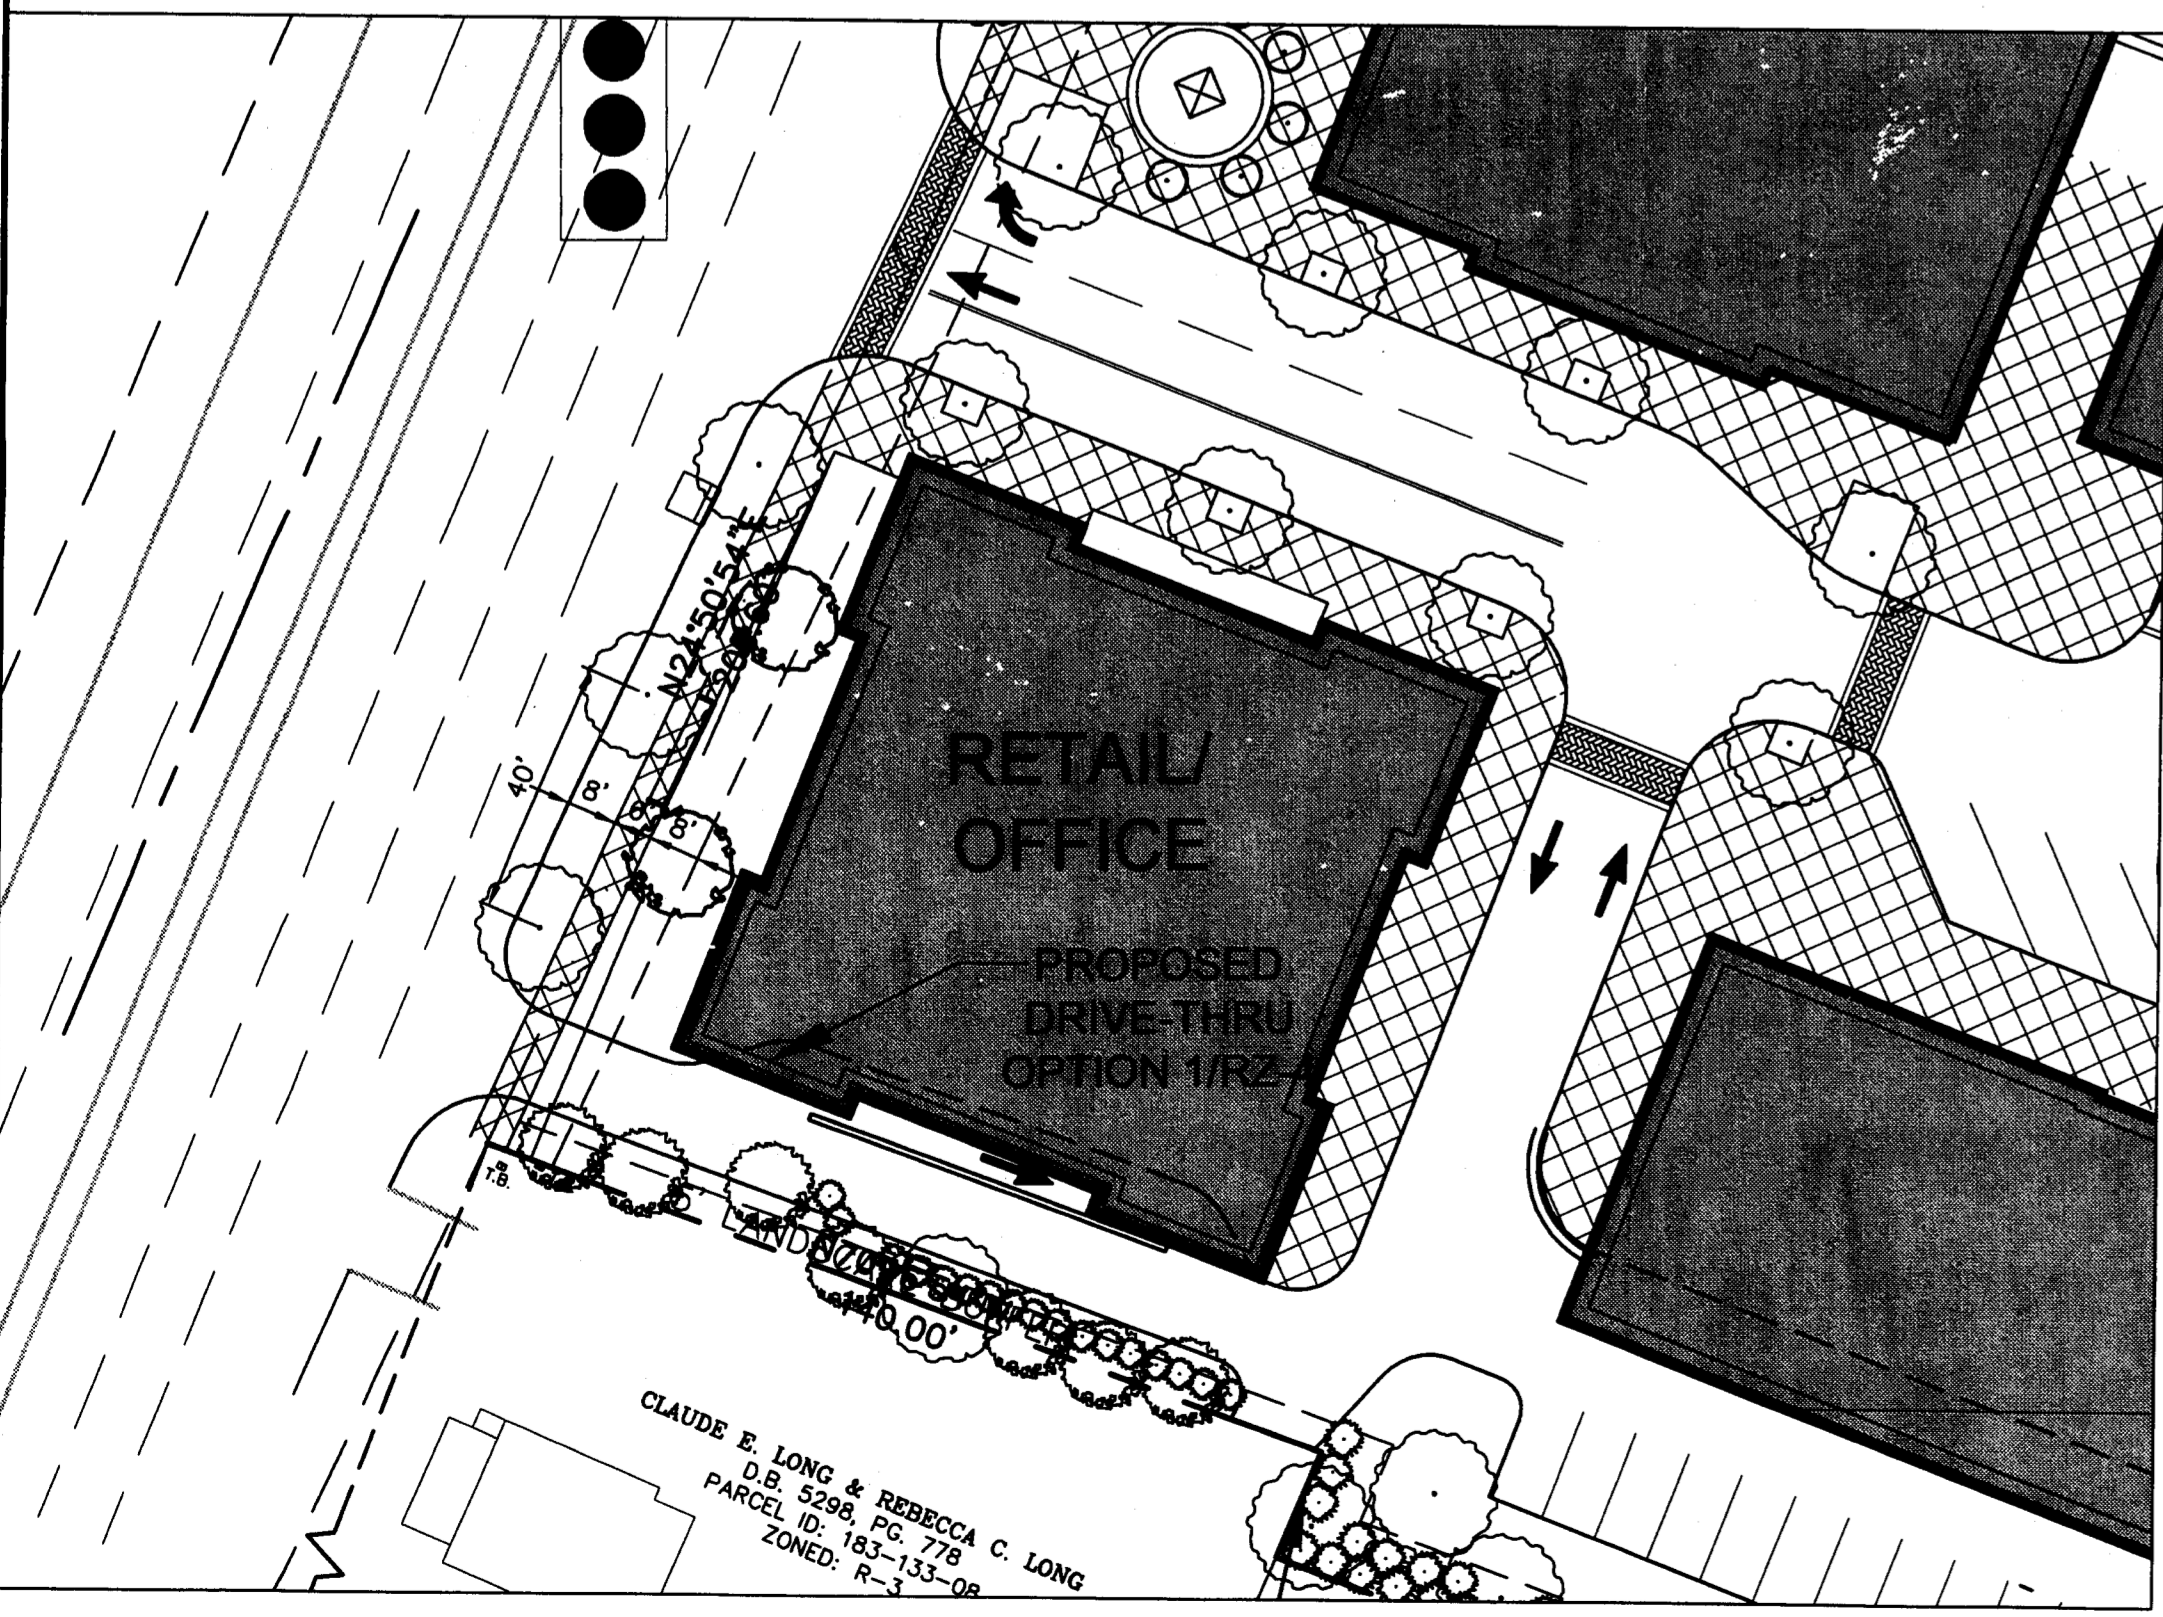 N24°50'54"E
40'
8'
6'
8'
RETAIL/
OFFICE
PROPOSED
DRIVE-THRU
OPTION 1/RZ-
T.B.
140.00'
CLAUDE E. LONG & REBECCA C. LONG
D.B. 5298, PG. 778
PARCEL ID: 183-133-08
ZONED: R-3